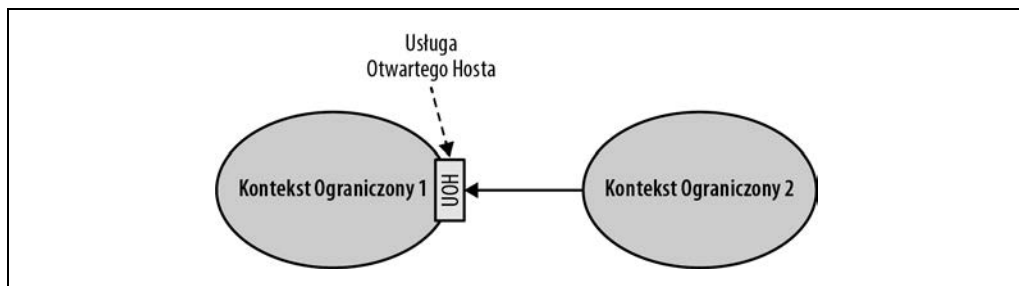 Usługa
Otwartego Hosta
Kontekst Ograniczony 1
UOH
Kontekst Ograniczony 2